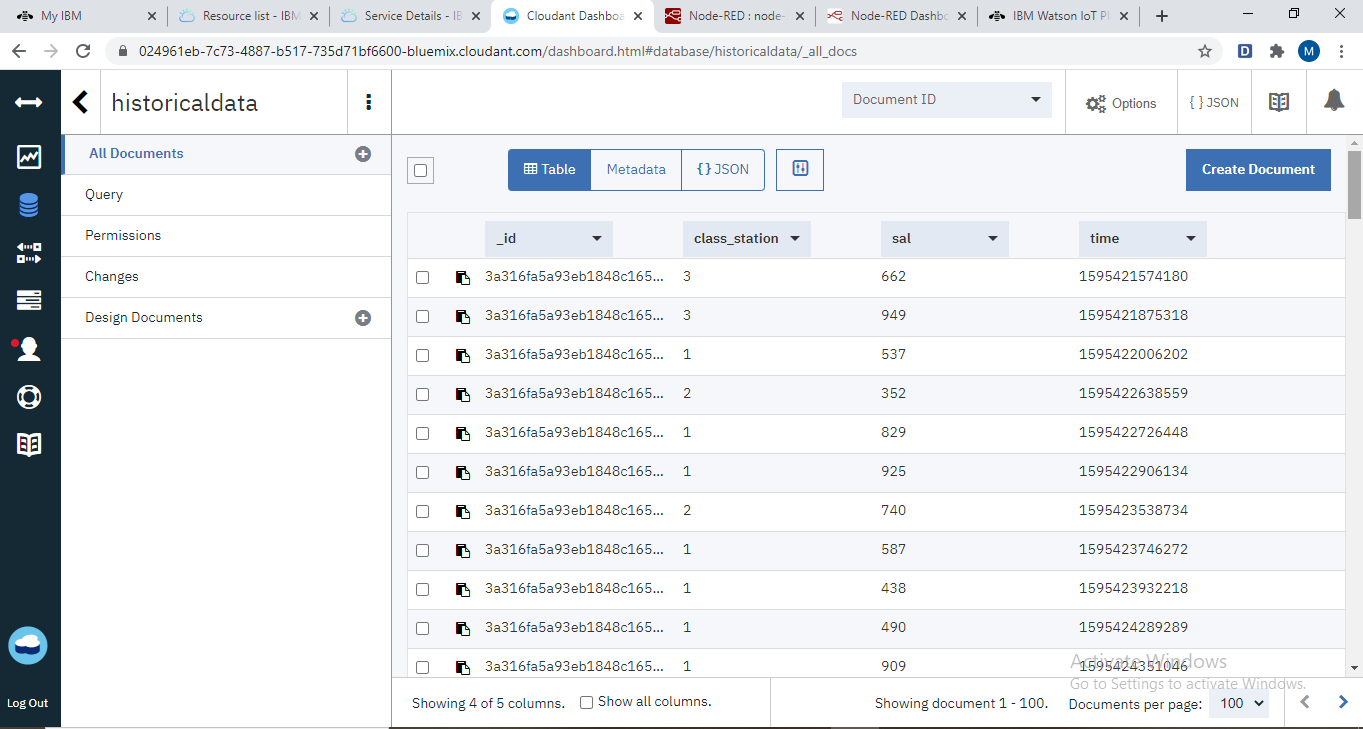 My IBM
Resource list - IBM
Service Details - IB
Cloudant Dashboa
Node-RED : node-
Node-RED Dashbo
IBM Watson IoT Pl
024961eb-7c73-4887-b517-735d71bf6600-bluemix.cloudant.com/dashboard.html#database/historicaldata/_all_docs
D
M
historicaldata
Document ID
Options
{ } JSON
All Documents
Query
Permissions
Changes
Design Documents
Table
Metadata
{ } JSON
Create Document
_id class_station sal time
3a316fa5a93eb1848c165... 3 662 1595421574180
3a316fa5a93eb1848c165... 3 949 1595421875318
3a316fa5a93eb1848c165... 1 537 1595422006202
3a316fa5a93eb1848c165... 2 352 1595422638559
3a316fa5a93eb1848c165... 1 829 1595422726448
3a316fa5a93eb1848c165... 1 925 1595422906134
3a316fa5a93eb1848c165... 2 740 1595423538734
3a316fa5a93eb1848c165... 1 587 1595423746272
3a316fa5a93eb1848c165... 1 438 1595423932218
3a316fa5a93eb1848c165... 1 490 1595424289289
3a316fa5a93eb1848c165... 1 909 1595424351046
Activate Windows
Go to Settings to activate Windows.
Log Out
Showing 4 of 5 columns.
Show all columns.
Showing document 1 - 100.
Documents per page: 100